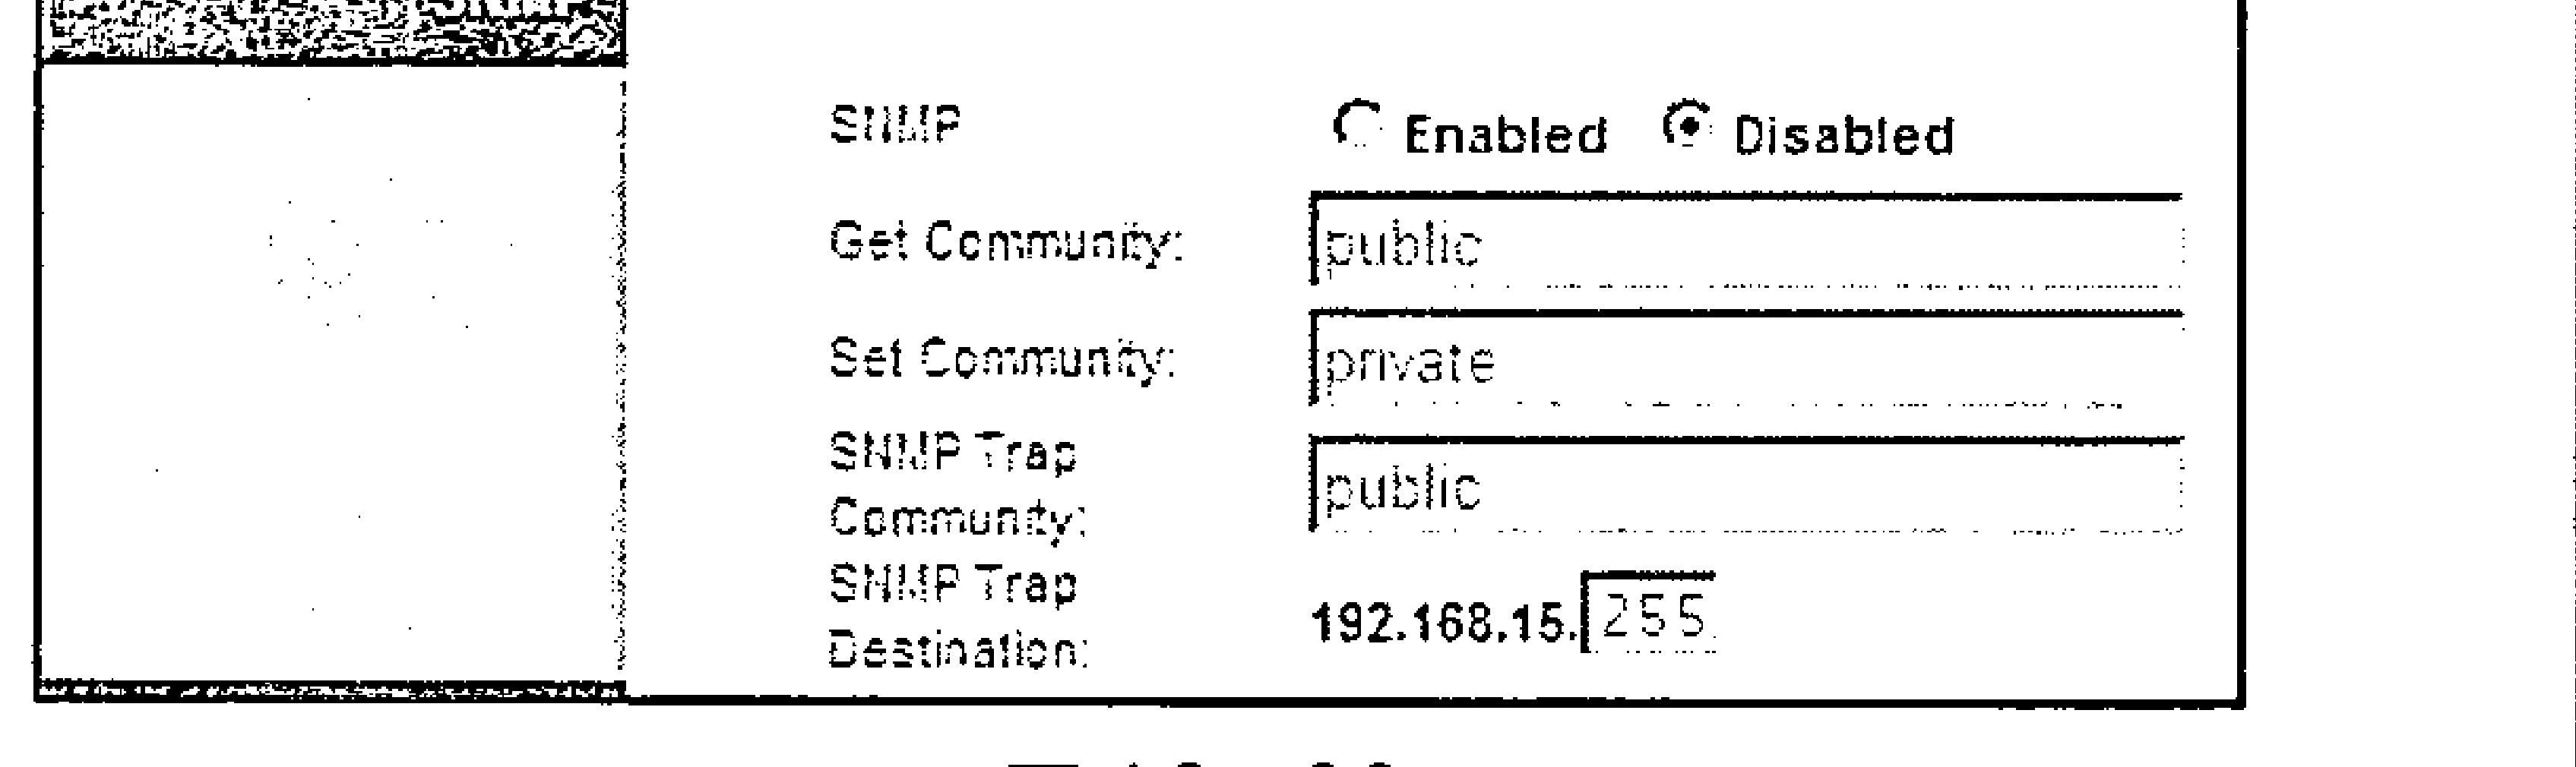 SNMP
SNMP Enabled Disabled
Get Community: public
Set Community: private
SNMP Trap
Community: public
SNMP Trap
Destination: 192.168.15.255